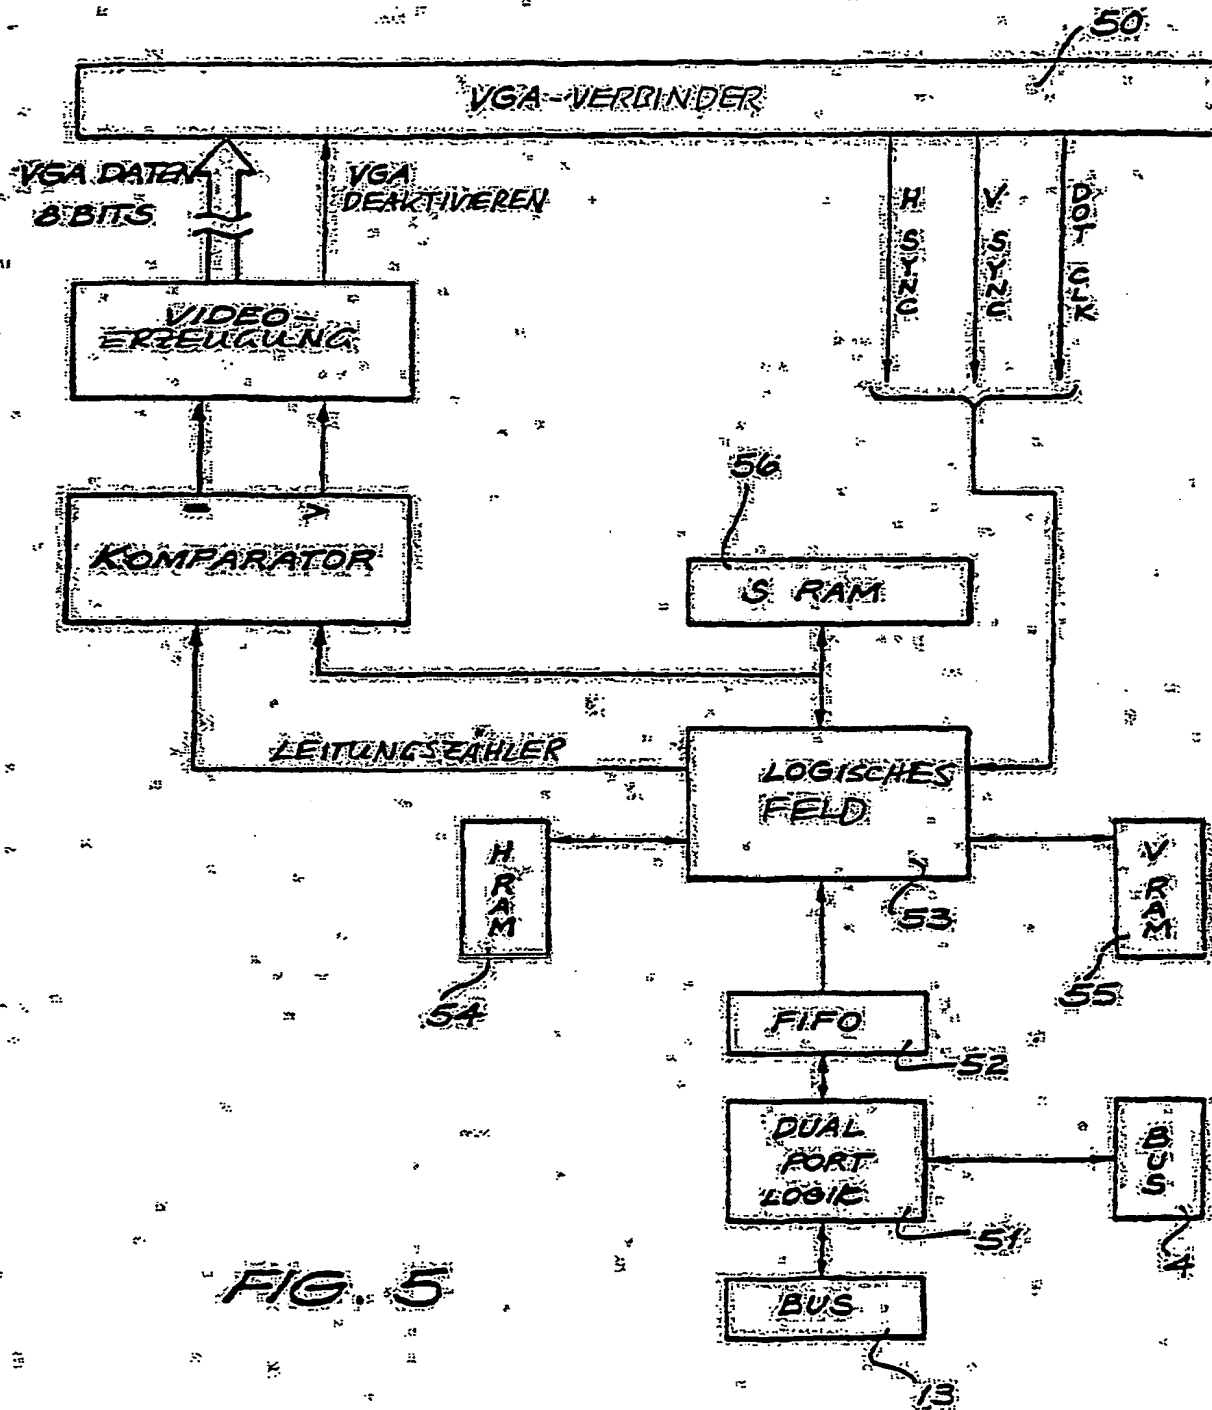 50
VGA-VERBINDER
VGA DATEN
8 BITS
VGA
DEAKTIVIEREN
H SYNC
V SYNC
DOT CLK
VIDEO-
ERZEUGUNG
56
KOMPARATOR
S RAM
LEITUNGSZÄHLER
LOGISCHES
FELD
H RAM
V RAM
53
54
55
FIFO
52
DUAL
PORT
LOGIK
BUS
51
4
FIG. 5
BUS
13